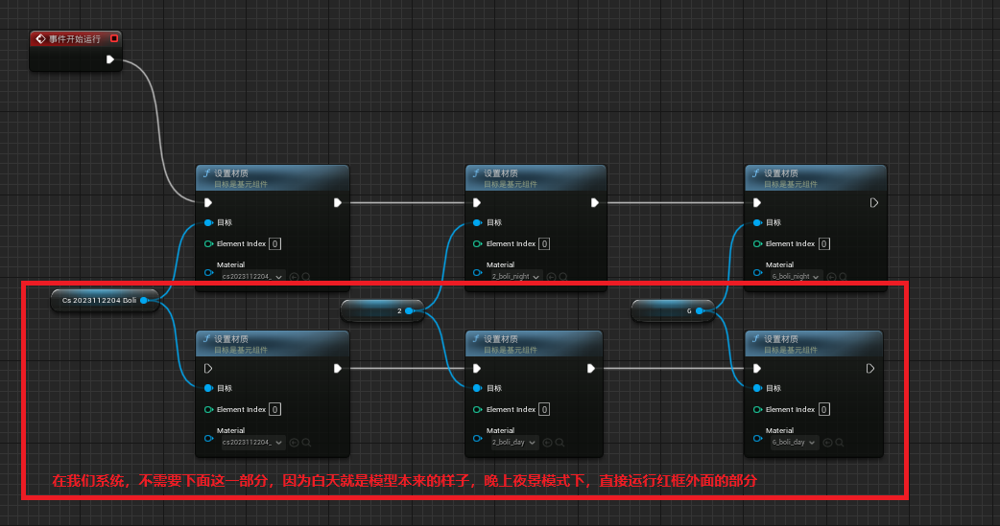 事件开始运行
设置材质
目标是基元组件
目标
Element Index 0
Material
cs2023112204_
设置材质
目标是基元组件
目标
Element Index 0
Material
2_boli_night
设置材质
目标是基元组件
目标
Element Index 0
Material
6_boli_night
Cs 2023112204 Boli
2
6
设置材质
目标是基元组件
目标
Element Index 0
Material
cs2023112204_
设置材质
目标是基元组件
目标
Element Index 0
Material
2_boli_day
设置材质
目标是基元组件
目标
Element Index 0
Material
6_boli_day
在我们系统，不需要下面这一部分，因为白天就是模型本来的样子，晚上夜景模式下，直接运行红框外面的部分